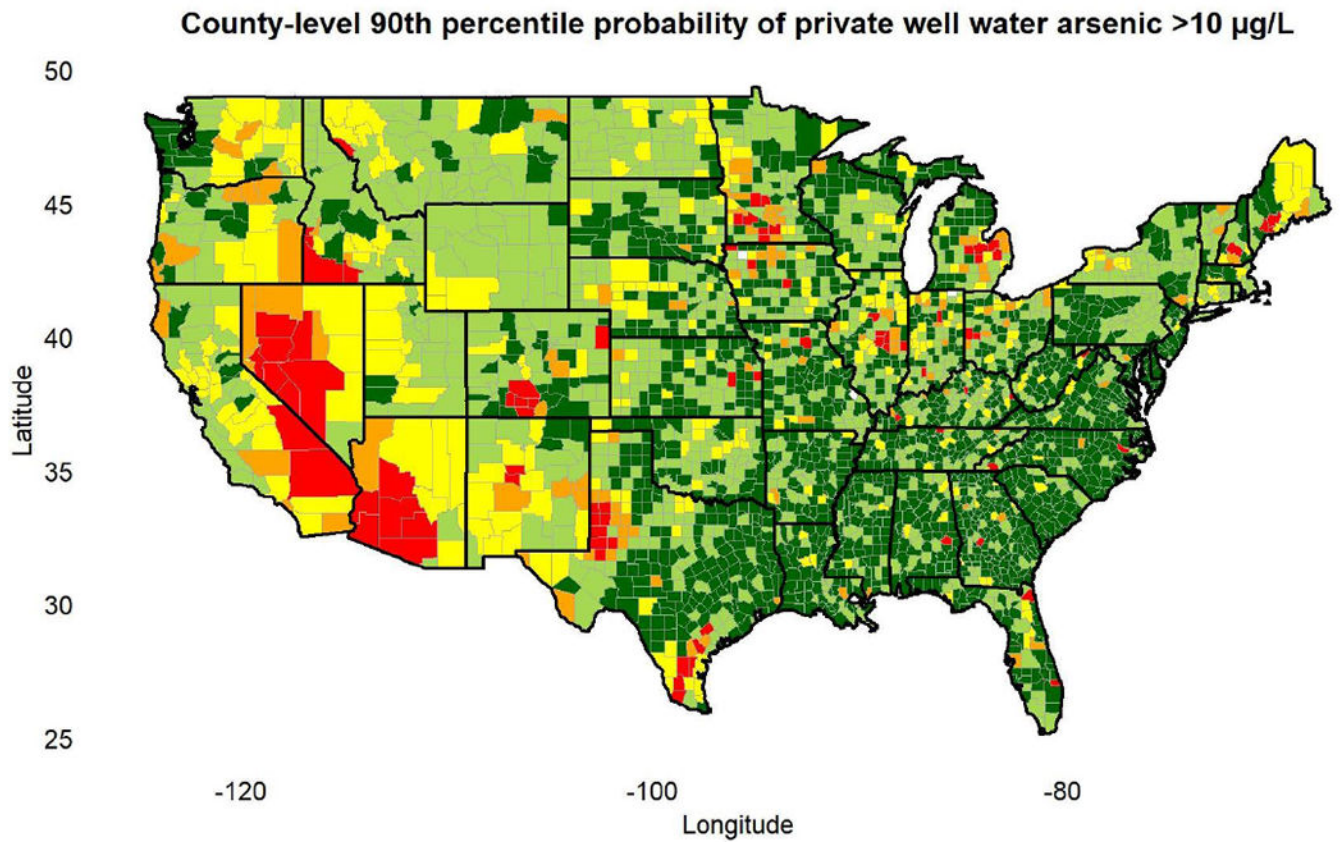 County-level 90th percentile probability of private well water arsenic >10 µg/L
50
45
40
35
30
25
Latitude
-120 -100 -80
Longitude